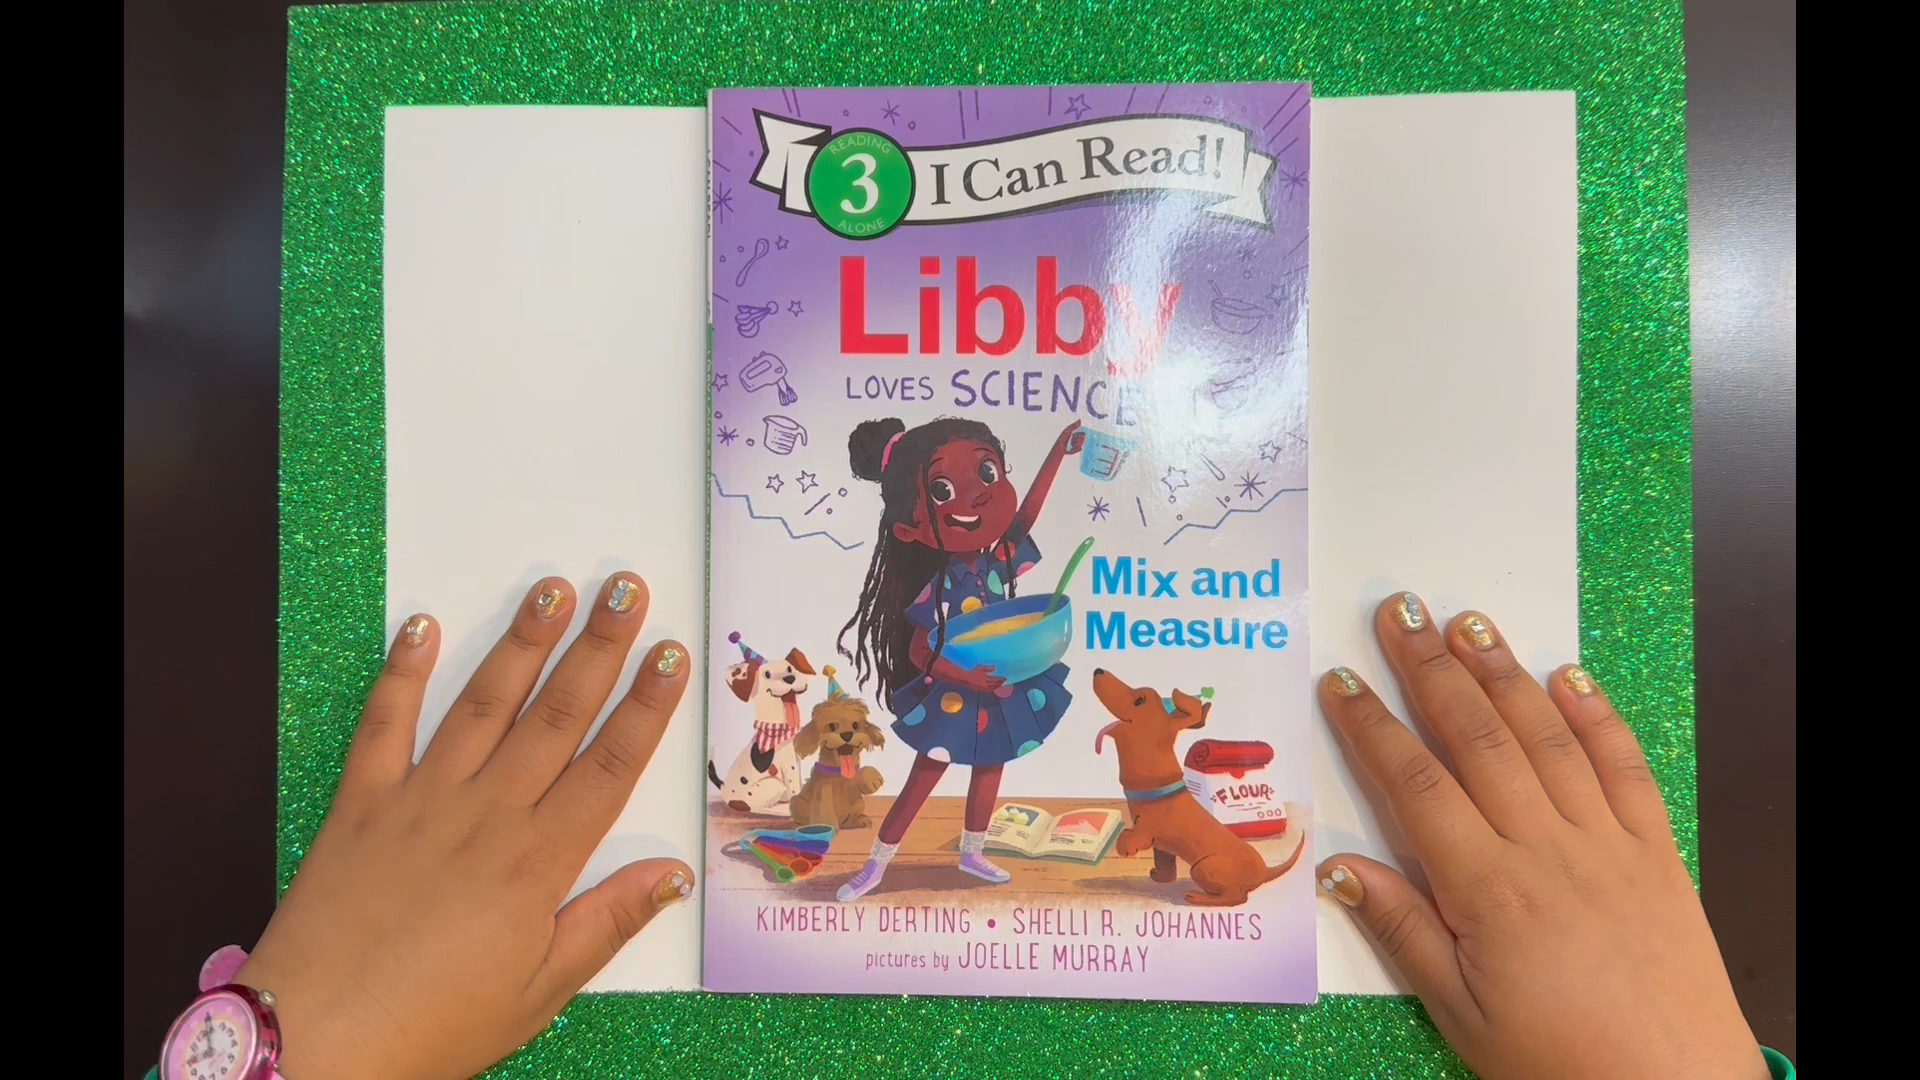 READING
3
ALONE
I Can Read!
Libby
LOVES SCIENCE
Mix and
Measure
FLOUR
KIMBERLY DERTING • SHELLI R. JOHANNES
pictures by JOELLE MURRAY